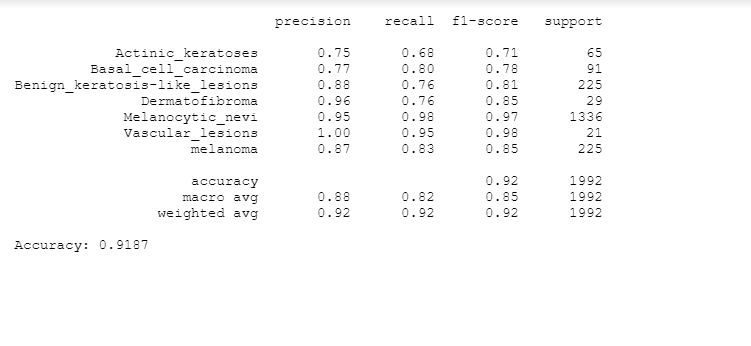 precision recall f1-score support
Actinic_keratoses 0.75 0.68 0.71 65
Basal_cell_carcinoma 0.77 0.80 0.78 91
Benign_keratosis-like_lesions 0.88 0.76 0.81 225
Dermatofibroma 0.96 0.76 0.85 29
Melanocytic_nevi 0.95 0.98 0.97 1336
Vascular_lesions 1.00 0.95 0.98 21
melanoma 0.87 0.83 0.85 225
accuracy 0.92 1992
macro avg 0.88 0.82 0.85 1992
weighted avg 0.92 0.92 0.92 1992
Accuracy: 0.9187